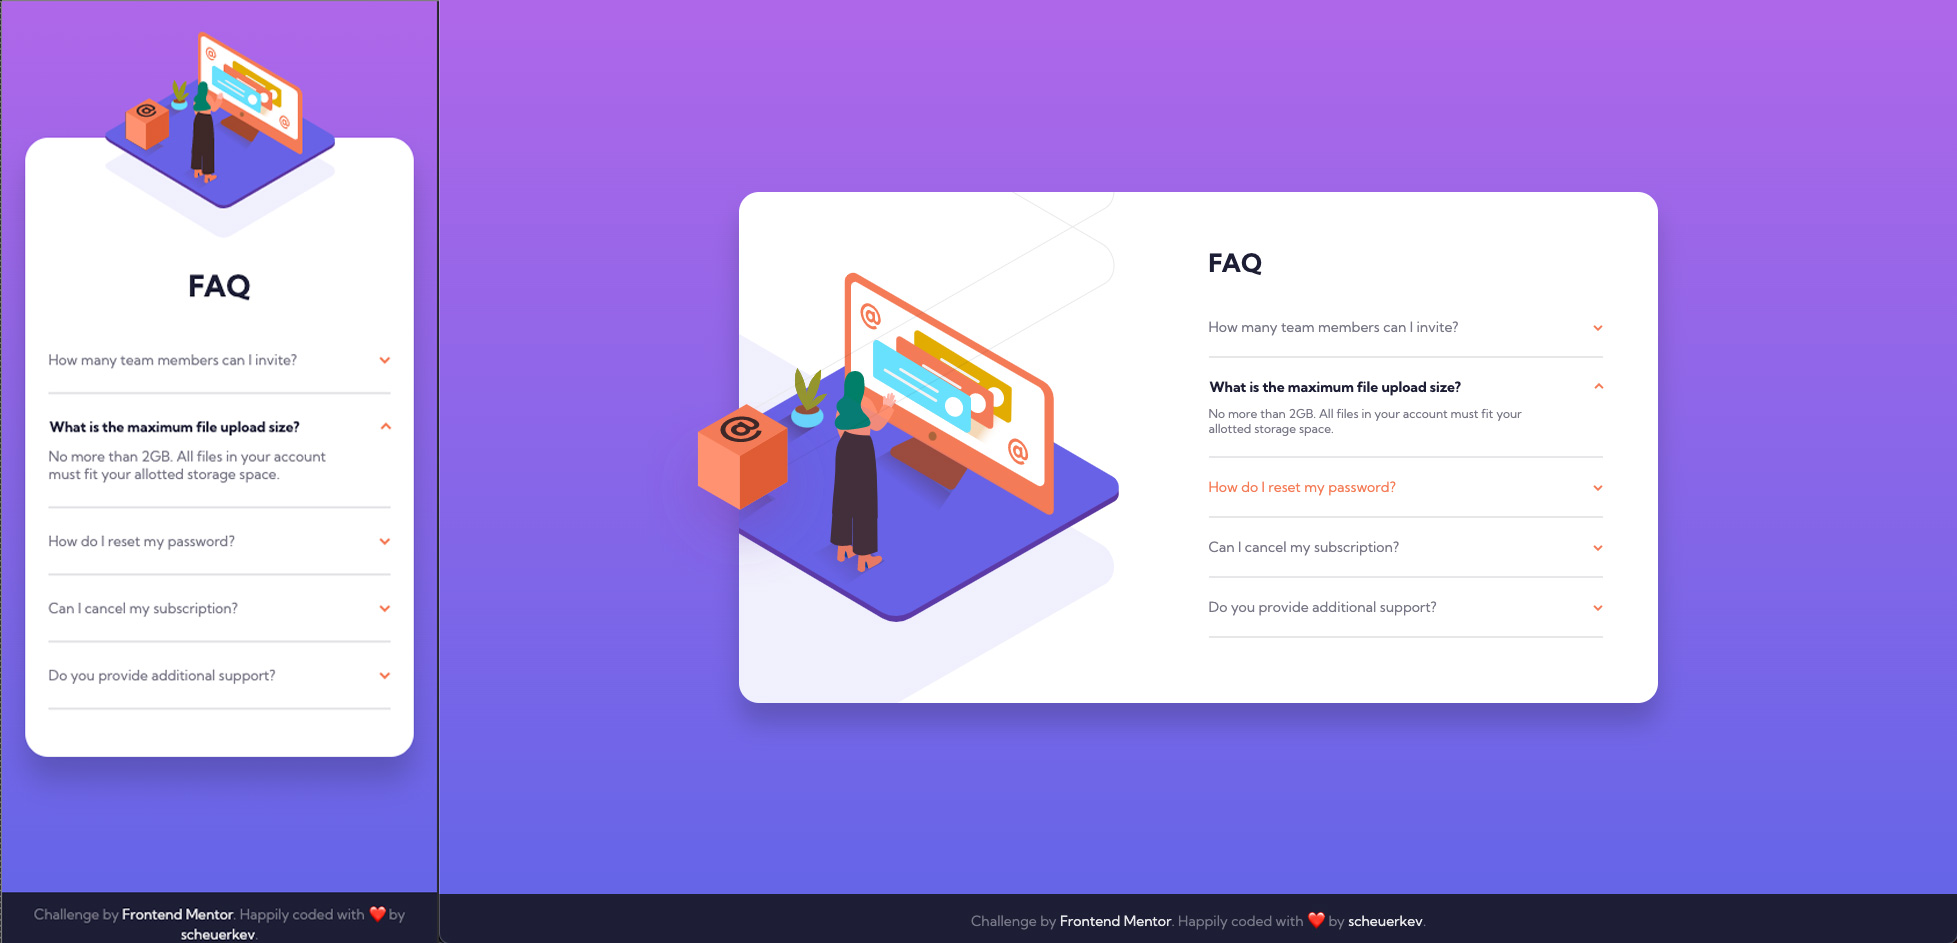 FAQ
How many team members can I invite?
What is the maximum file upload size?
No more than 2GB. All files in your account
must fit your allotted storage space.
How do I reset my password?
Can I cancel my subscription?
Do you provide additional support?
Challenge by Frontend Mentor. Happily coded with ❤️ by
scheuerkev.
@
@
@
FAQ
How many team members can I invite?
What is the maximum file upload size?
No more than 2GB. All files in your account must fit your
allotted storage space.
How do I reset my password?
Can I cancel my subscription?
Do you provide additional support?
@
@
@
Challenge by Frontend Mentor. Happily coded with ❤️ by scheuerkev.